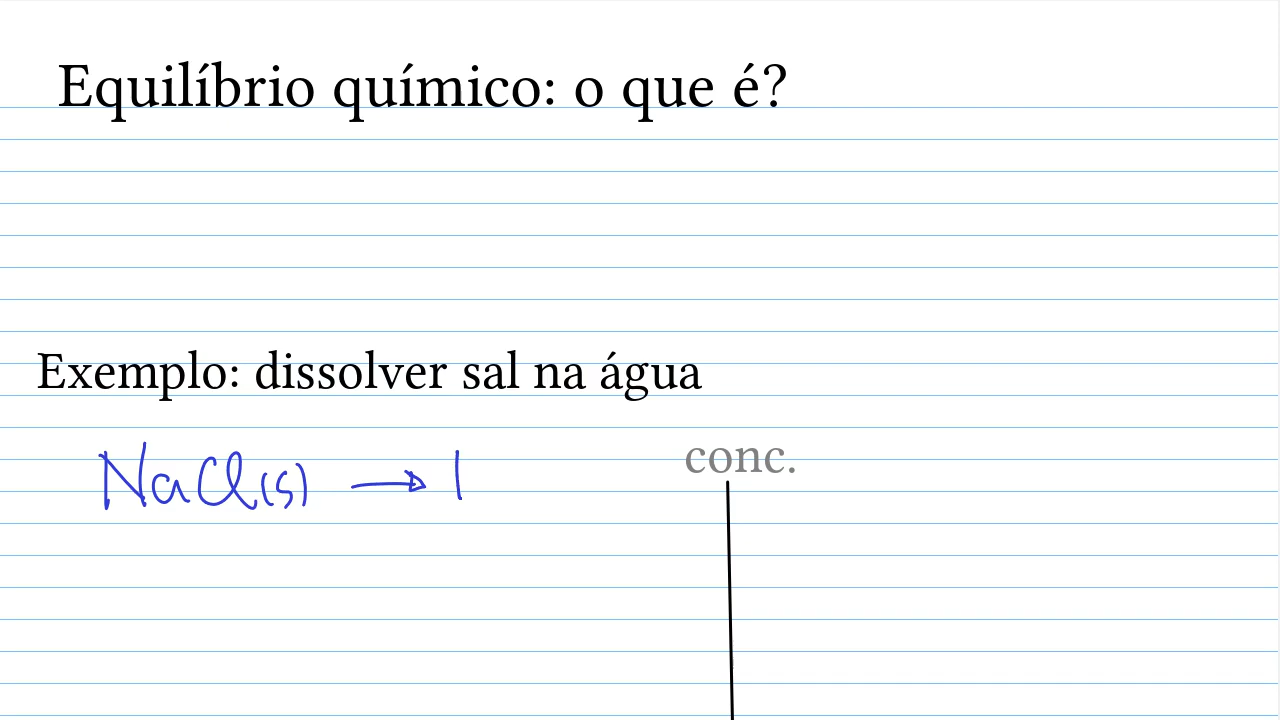 Equilíbrio químico: o que é?
Exemplo: dissolver sal na água
conc.
NaCl(s) → |